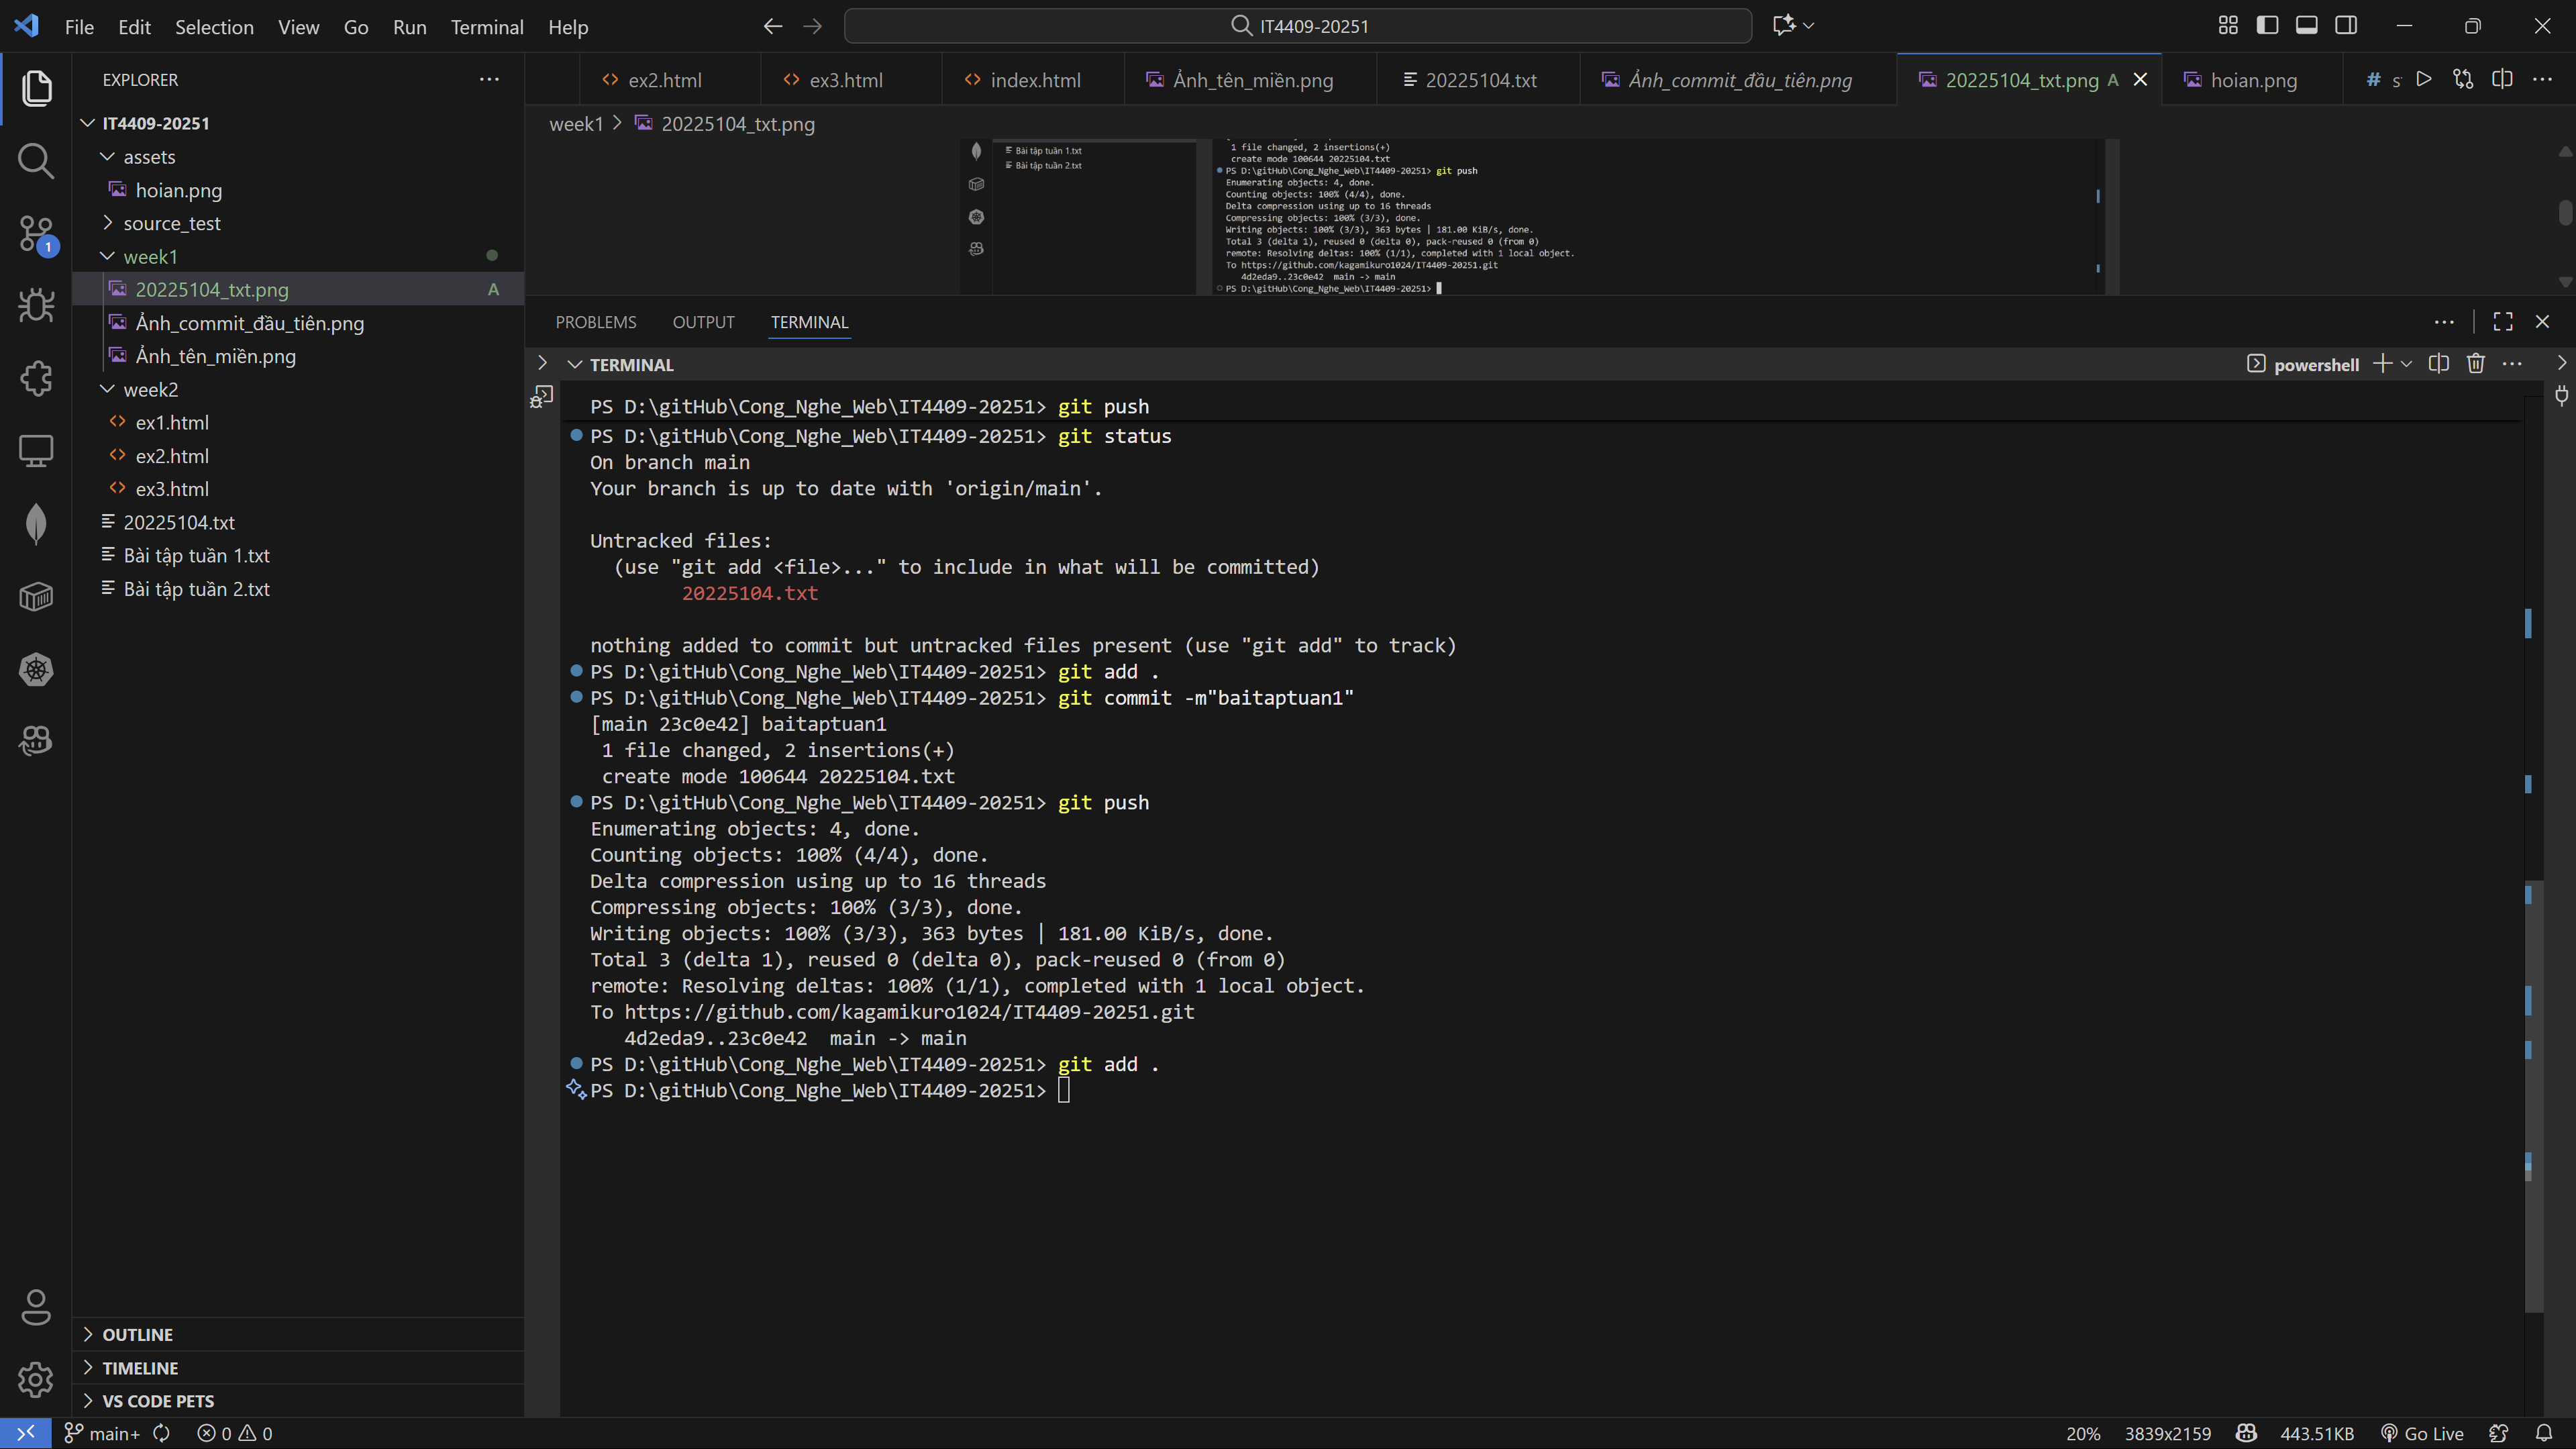 File Edit Selection View Go Run Terminal Help
IT4409-20251
EXPLORER
IT4409-20251
assets
hoian.png
source_test
week1
20225104_txt.png A
Ảnh_commit_đầu_tiên.png
Ảnh_tên_miền.png
week2
ex1.html
ex2.html
ex3.html
20225104.txt
Bài tập tuần 1.txt
Bài tập tuần 2.txt
OUTLINE
TIMELINE
VS CODE PETS
1
ex2.html ex3.html index.html Ảnh_tên_miền.png 20225104.txt Ảnh_commit_đầu_tiên.png 20225104_txt.png A hoian.png # s
week1 > 20225104_txt.png
Bài tập tuần 1.txt
Bài tập tuần 2.txt
1 file changed, 2 insertions(+)
create mode 100644 20225104.txt
PS D:\gitHub\Cong_Nghe_Web\IT4409-20251> git push
Enumerating objects: 4, done.
Counting objects: 100% (4/4), done.
Delta compression using up to 16 threads
Compressing objects: 100% (3/3), done.
Writing objects: 100% (3/3), 363 bytes | 181.00 KiB/s, done.
Total 3 (delta 1), reused 0 (delta 0), pack-reused 0 (from 0)
remote: Resolving deltas: 100% (1/1), completed with 1 local object.
To https://github.com/kagamikuro1024/IT4409-20251.git
4d2eda9..23c0e42 main -> main
PS D:\gitHub\Cong_Nghe_Web\IT4409-20251>
PROBLEMS OUTPUT TERMINAL
TERMINAL
powershell
PS D:\gitHub\Cong_Nghe_Web\IT4409-20251> git push
PS D:\gitHub\Cong_Nghe_Web\IT4409-20251> git status
On branch main
Your branch is up to date with 'origin/main'.
Untracked files:
(use "git add <file>..." to include in what will be committed)
20225104.txt
nothing added to commit but untracked files present (use "git add" to track)
PS D:\gitHub\Cong_Nghe_Web\IT4409-20251> git add .
PS D:\gitHub\Cong_Nghe_Web\IT4409-20251> git commit -m"baitaptuan1"
[main 23c0e42] baitaptuan1
1 file changed, 2 insertions(+)
create mode 100644 20225104.txt
PS D:\gitHub\Cong_Nghe_Web\IT4409-20251> git push
Enumerating objects: 4, done.
Counting objects: 100% (4/4), done.
Delta compression using up to 16 threads
Compressing objects: 100% (3/3), done.
Writing objects: 100% (3/3), 363 bytes | 181.00 KiB/s, done.
Total 3 (delta 1), reused 0 (delta 0), pack-reused 0 (from 0)
remote: Resolving deltas: 100% (1/1), completed with 1 local object.
To https://github.com/kagamikuro1024/IT4409-20251.git
4d2eda9..23c0e42 main -> main
PS D:\gitHub\Cong_Nghe_Web\IT4409-20251> git add .
PS D:\gitHub\Cong_Nghe_Web\IT4409-20251>
main+ 0 0 20% 3839x2159 443.51KB Go Live